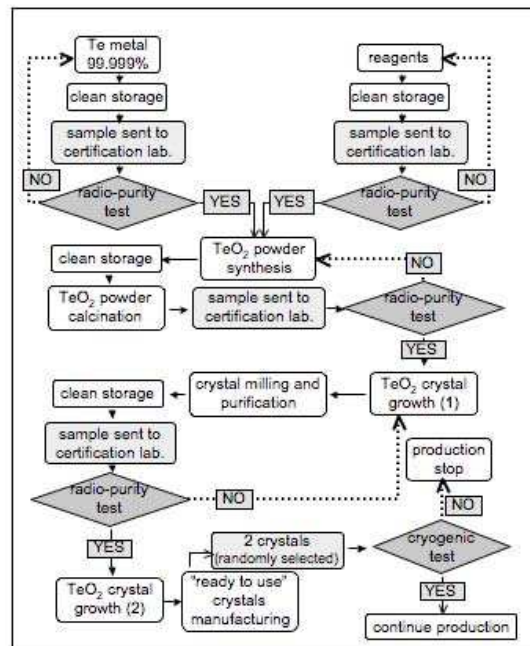 Te metal
99.999%
reagents
clean storage
clean storage
sample sent to
certification lab.
sample sent to
certification lab.
NO
radio-purity
test
YES
YES
radio-purity
test
NO
clean storage
TeO2 powder
synthesis
NO
TeO2 powder
calcination
sample sent to
certification lab.
radio-purity
test
YES
clean storage
crystal milling and
purification
TeO2 crystal
growth (1)
sample sent to
certification lab.
production
stop
radio-purity
test
NO
NO
YES
2 crystals
(randomly selected)
cryogenic
test
TeO2 crystal
growth (2)
"ready to use"
crystals
manufacturing
YES
continue production